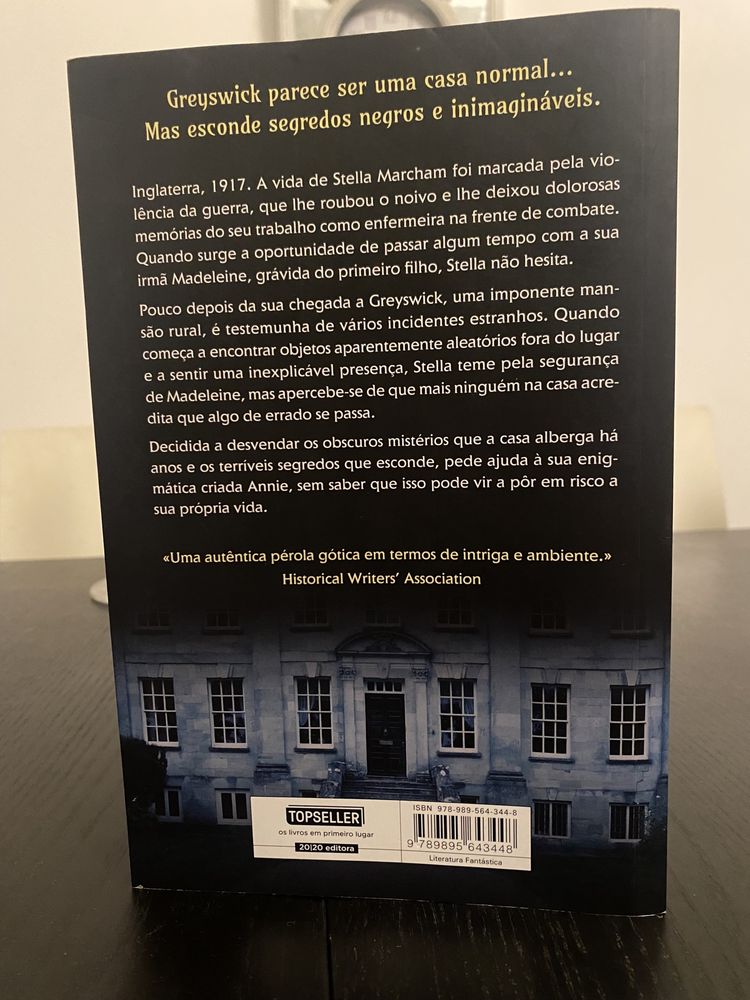 Greyswick parece ser uma casa normal...
Mas esconde segredos negros e inimagináveis.
Inglaterra, 1917. A vida de Stella Marcham foi marcada pela vio-
lência da guerra, que lhe roubou o noivo e lhe deixou dolorosas
memórias do seu trabalho como enfermeira na frente de combate.
Quando surge a oportunidade de passar algum tempo com a sua
irmã Madeleine, grávida do primeiro filho, Stella não hesita.
Pouco depois da sua chegada a Greyswick, uma imponente man-
são rural, é testemunha de vários incidentes estranhos. Quando
começa a encontrar objetos aparentemente aleatórios fora do lugar
e a sentir uma inexplicável presença, Stella teme pela segurança
de Madeleine, mas apercebe-se de que mais ninguém na casa acre-
dita que algo de errado se passa.
Decidida a desvendar os obscuros mistérios que a casa alberga há
anos e os terríveis segredos que esconde, pede ajuda à sua enig-
mática criada Annie, sem saber que isso pode vir a pôr em risco a
sua própria vida.
«Uma autêntica pérola gótica em termos de intriga e ambiente.»
Historical Writers' Association
TOPSELLER
os livros em primeiro lugar
20|20 editora
ISBN 978-989-564-344-8
9 789895 643448
Literatura Fantástica